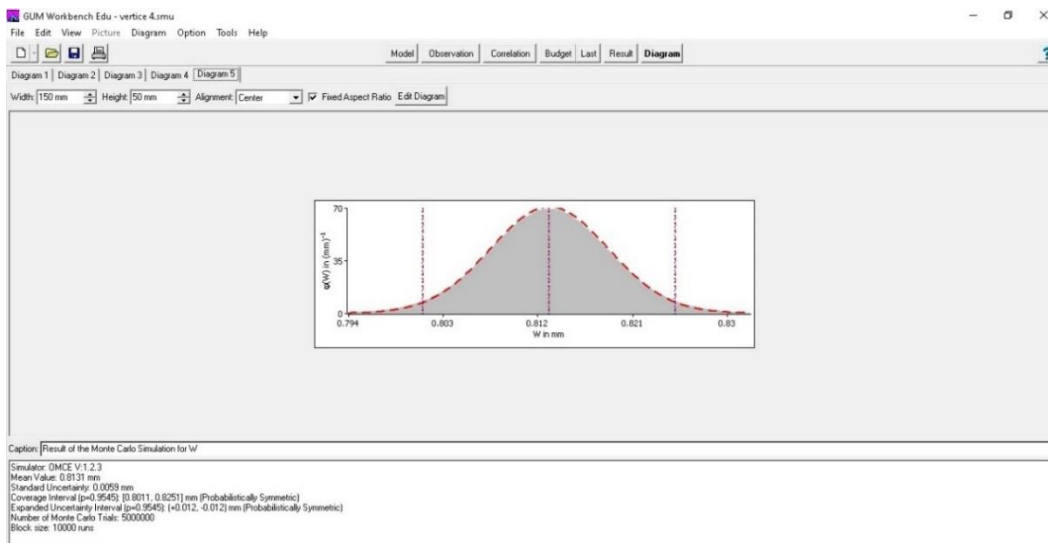 GUM Workbench Edu - vertice 4.smu
File Edit View Picture Diagram Option Tools Help
Model Observation Correlation Budget Last Result Diagram ?
Diagram 1 Diagram 2 Diagram 3 Diagram 4 Diagram 5
Width: 150 mm Height: 50 mm Alignment: Center Fixed Aspect Ratio Edit Diagram
70
35
0
φ(W) in (mm)⁻¹
0.794 0.803 0.812 0.821 0.83
W in mm
Caption: Result of the Monte Carlo Simulation for W
Simulator: OMCE V:1.2.3
Mean Value: 0.8131 mm
Standard Uncertainty: 0.0059 mm
Coverage Interval (p=0.9545): [0.8011, 0.8251] mm (Probabilistically Symmetric)
Expanded Uncertainty Interval (p=0.9545): (+0.012, -0.012) mm (Probabilistically Symmetric)
Number of Monte Carlo Trials: 5000000
Block size: 10000 runs